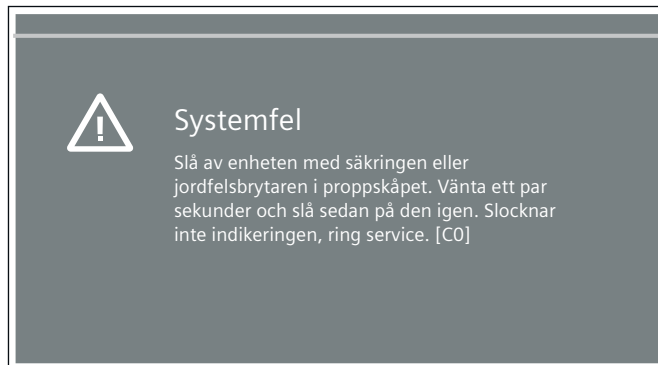 Systemfel
Slå av enheten med säkringen eller
jordfelsbrytaren i proppskåpet. Vänta ett par
sekunder och slå sedan på den igen. Slocknar
inte indikeringen, ring service. [C0]